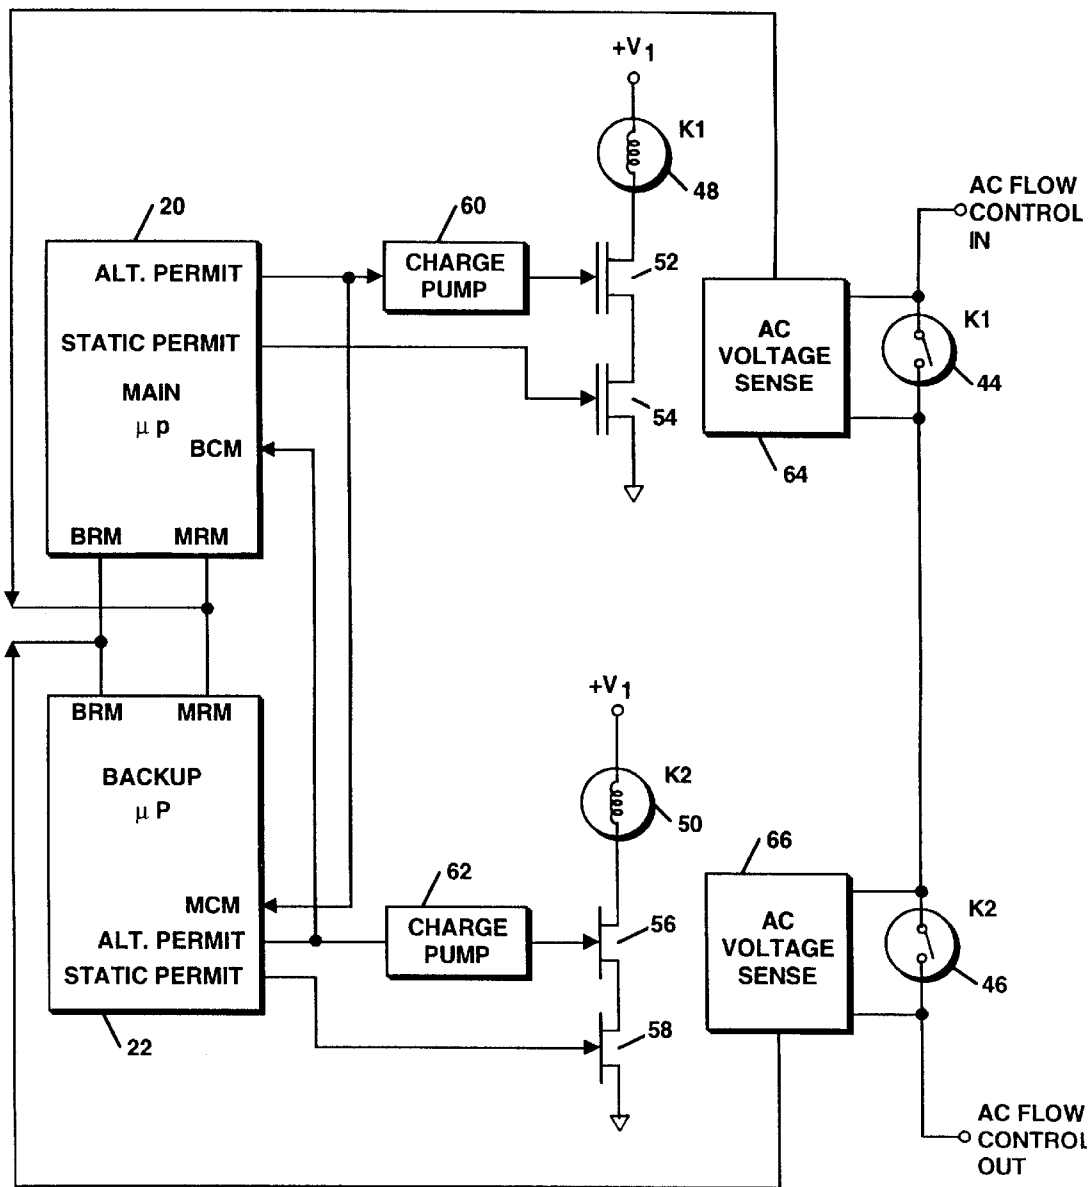 +V1
K1
48
AC FLOW
CONTROL
IN
20
60
ALT. PERMIT
CHARGE
PUMP
52
STATIC PERMIT
MAIN
μ p
BCM
54
AC
VOLTAGE
SENSE
K1
44
64
BRM MRM
BRM MRM
BACKUP
μ P
+V1
K2
50
MCM
62
66
ALT. PERMIT
CHARGE
PUMP
56
AC
VOLTAGE
SENSE
K2
46
STATIC PERMIT
22
58
AC FLOW
CONTROL
OUT